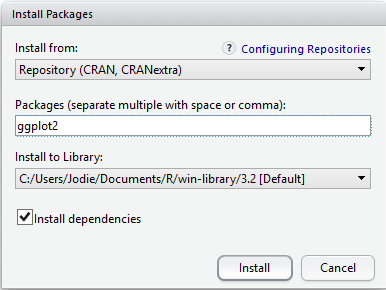 Install Packages
Install from:
? Configuring Repositories
Repository (CRAN, CRANextra)
Packages (separate multiple with space or comma):
ggplot2
Install to Library:
C:/Users/Jodie/Documents/R/win-library/3.2 [Default]
Install dependencies
Install
Cancel